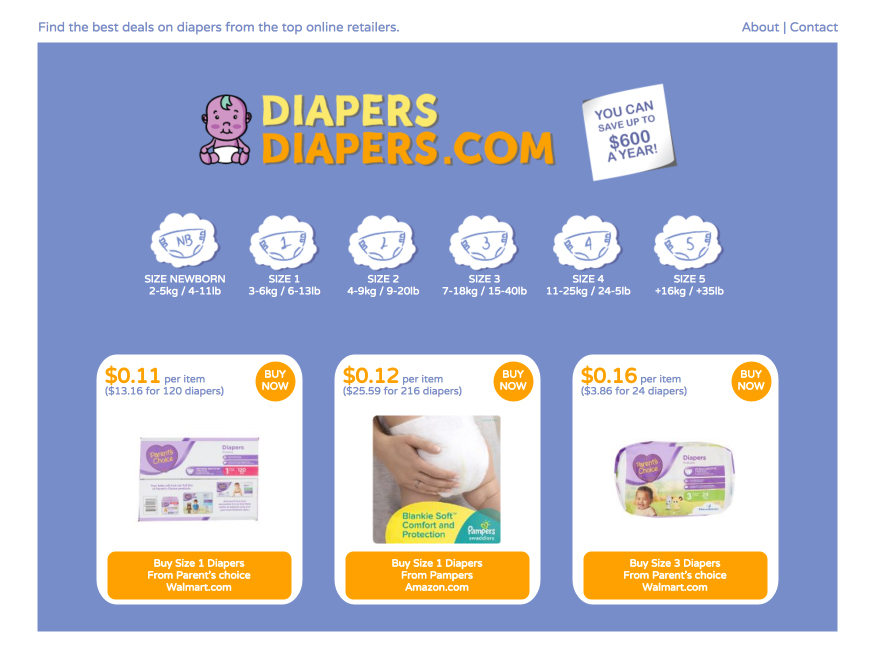 Find the best deals on diapers from the top online retailers.
About | Contact
DIAPERS
DIAPERS.COM
YOU CAN
SAVE UP TO
$600
A YEAR!
NB
1
2
3
4
5
SIZE NEWBORN
2-5kg / 4-11lb
SIZE 1
3-6kg / 6-13lb
SIZE 2
4-9kg / 9-20lb
SIZE 3
7-18kg / 15-40lb
SIZE 4
11-25kg / 24-5lb
SIZE 5
+16kg / +35lb
$0.11 per item
($13.16 for 120 diapers)
BUY
NOW
Parent's
Choice
Diapers
Buy Size 1 Diapers
From Parent's choice
Walmart.com
$0.12 per item
($25.59 for 216 diapers)
BUY
NOW
Blankie Soft™
Comfort and
Protection
Pampers
swaddlers
Buy Size 1 Diapers
From Pampers
Amazon.com
$0.16 per item
($3.86 for 24 diapers)
BUY
NOW
Parent's
Choice
Diapers
Buy Size 3 Diapers
From Parent's choice
Walmart.com